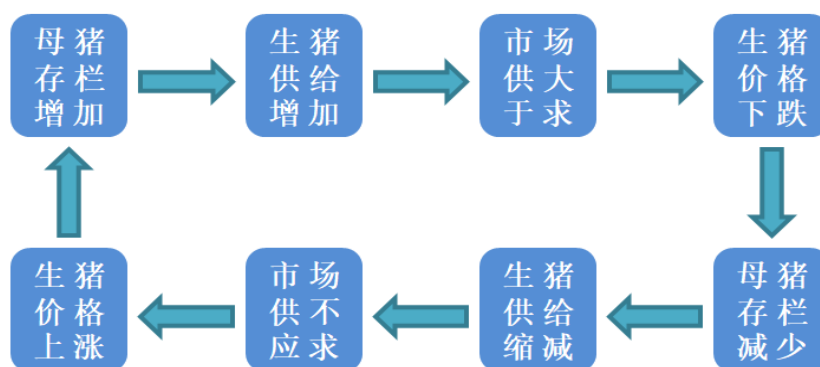 母猪
存栏
增加
生猪
供给
增加
市场
供大
于求
生猪
价格
下跌
生猪
价格
上涨
市场
供不
应求
生猪
供给
缩减
母猪
存栏
减少